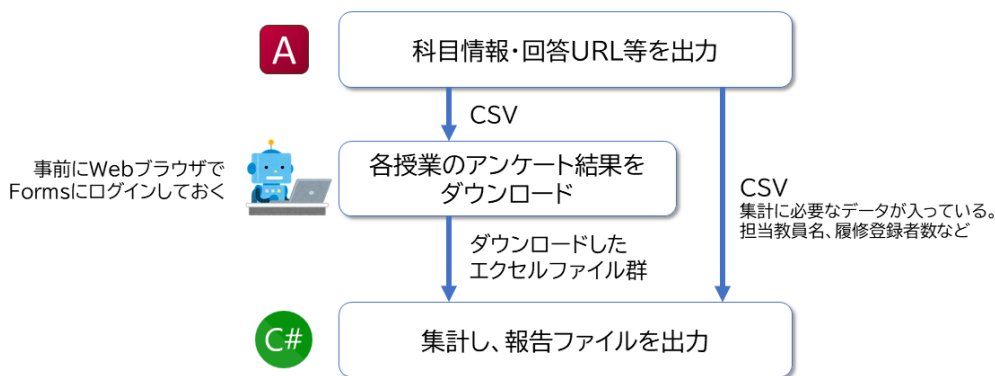 A
科目情報・回答URL等を出力
CSV
事前にWebブラウザで
Formsにログインしておく
各授業のアンケート結果を
ダウンロード
CSV
集計に必要なデータが入っている。
担当教員名、履修登録者数など
ダウンロードした
エクセルファイル群
C#
集計し、報告ファイルを出力